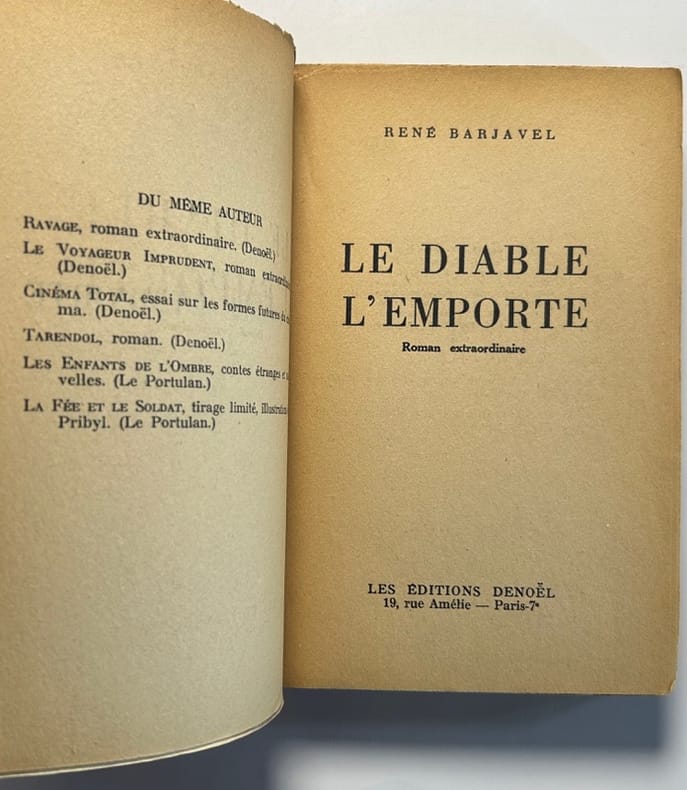 DU MÊME AUTEUR
RAVAGE, roman extraordinaire. (Denoël.)
LE VOYAGEUR IMPRUDENT, roman
(Denoël.)
CINÉMA TOTAL, essai sur les formes futures
ma. (Denoël.)
TARENDOL, roman. (Denoël.)
LES ENFANTS DE L'OMBRE, contes étranges
velles. (Le Portulan.)
LA FÉE ET LE SOLDAT, tirage limité,
Pribyl. (Le Portulan.)
RENÉ BARJAVEL
LE DIABLE
L'EMPORTE
Roman extraordinaire
LES ÉDITIONS DENOËL
19, rue Amélie — Paris-7e